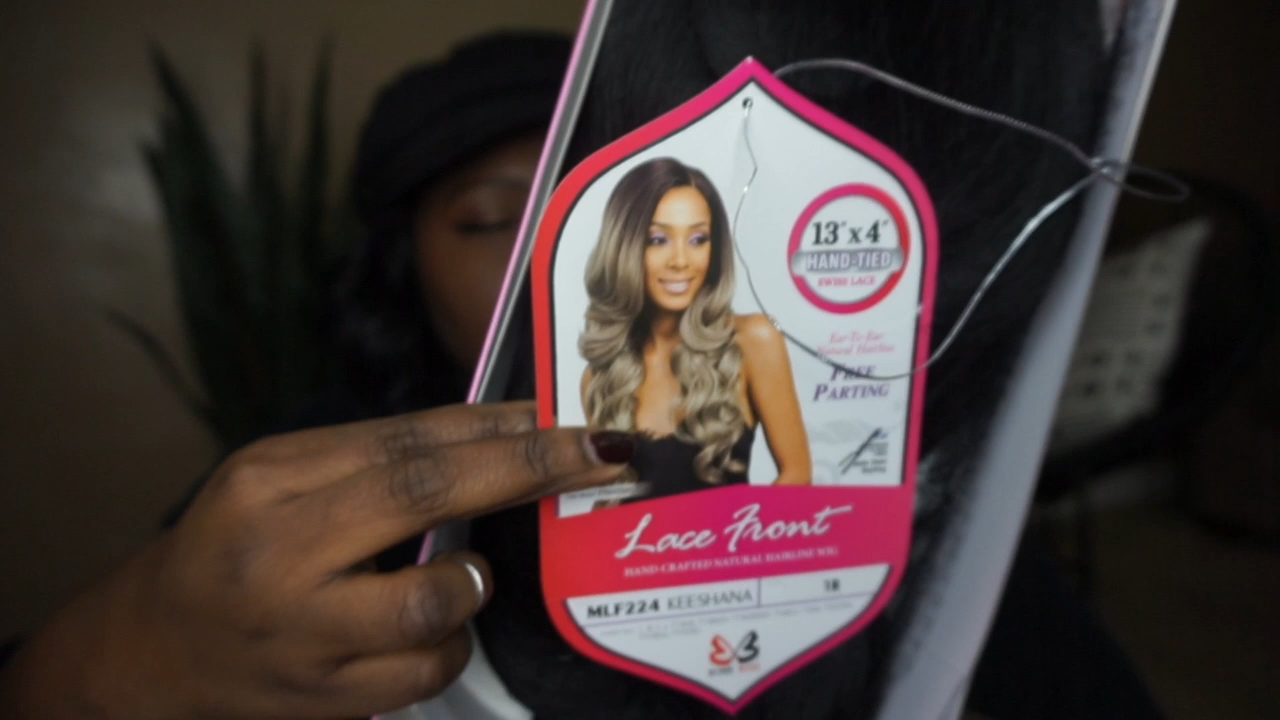 13" x 4"
HAND-TIED
SWISS LACE
Ear-To-Ear
Natural Hairline
FREE
PARTING
Lace Front
HAND-CRAFTED NATURAL HAIRLINE WIG
MLF224 KEESHANA 1B